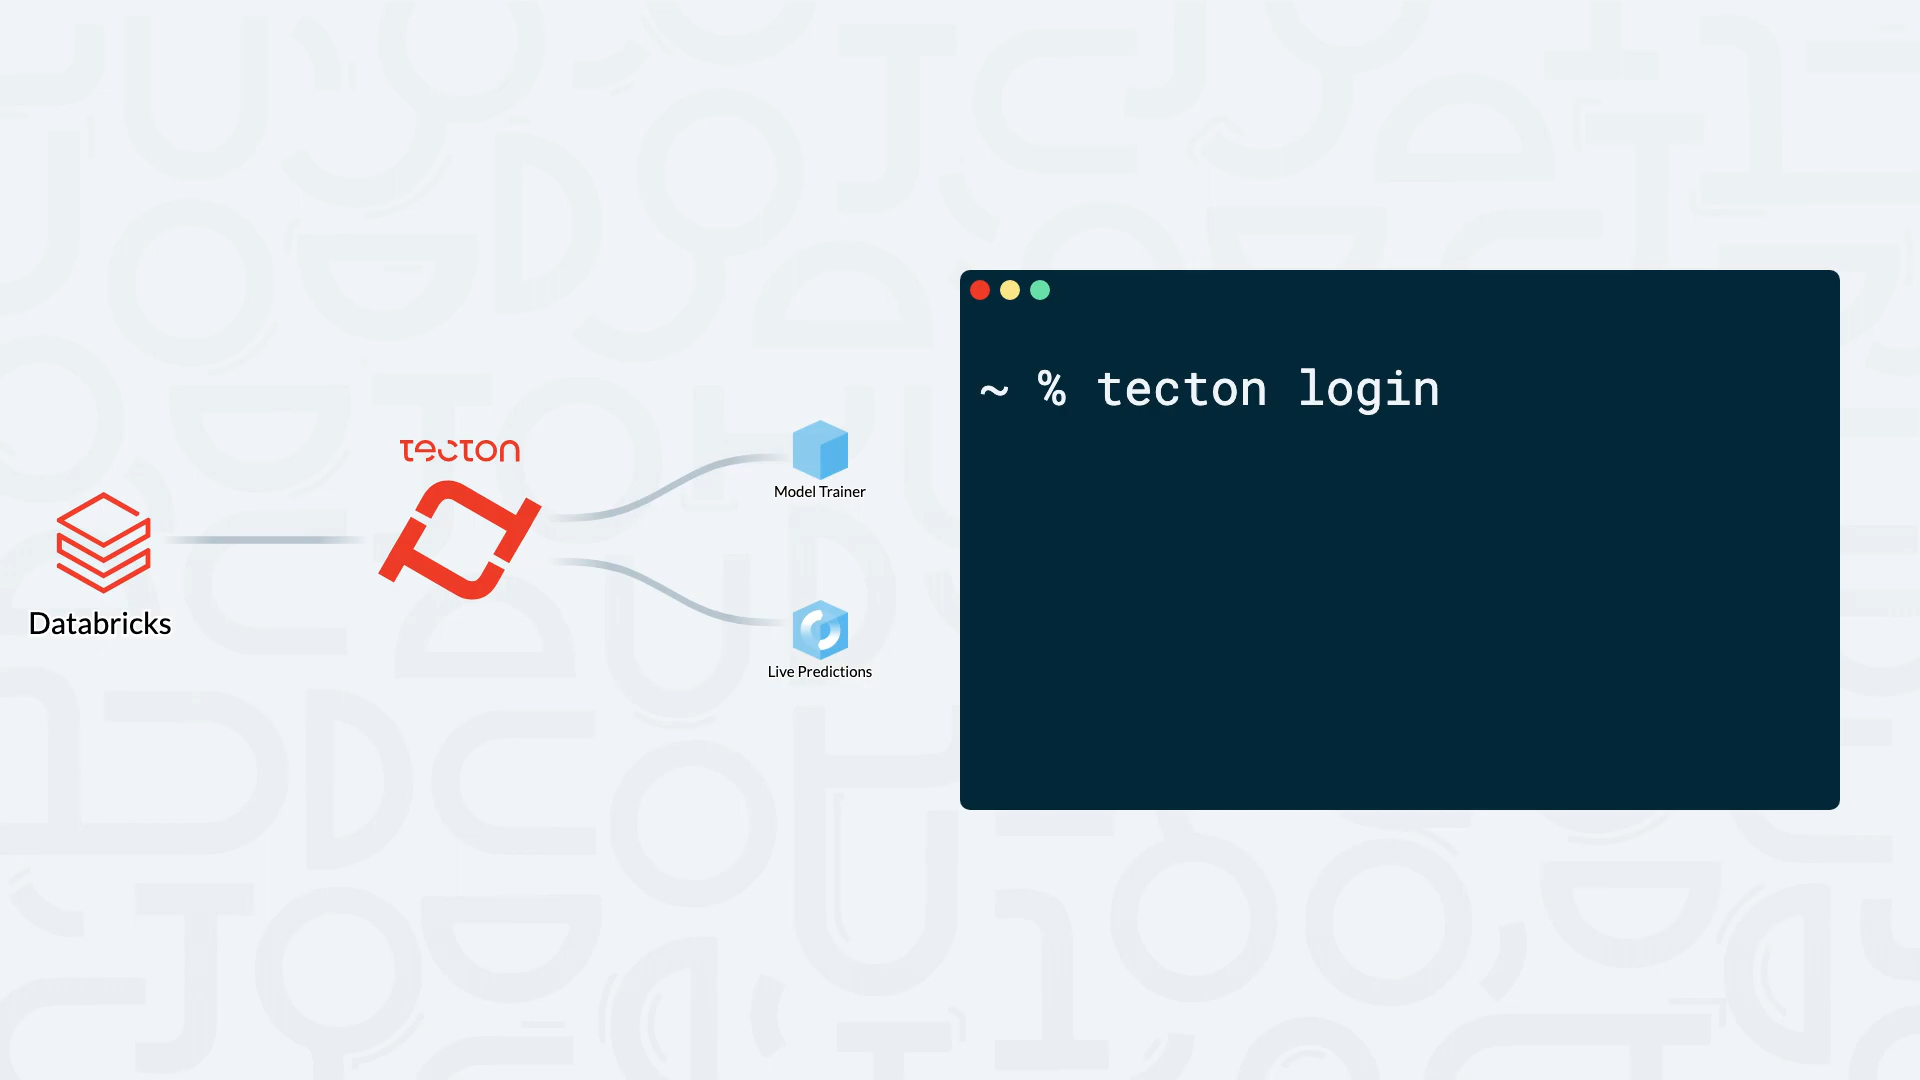 tecton
Databricks
Model Trainer
Live Predictions
~ % tecton login